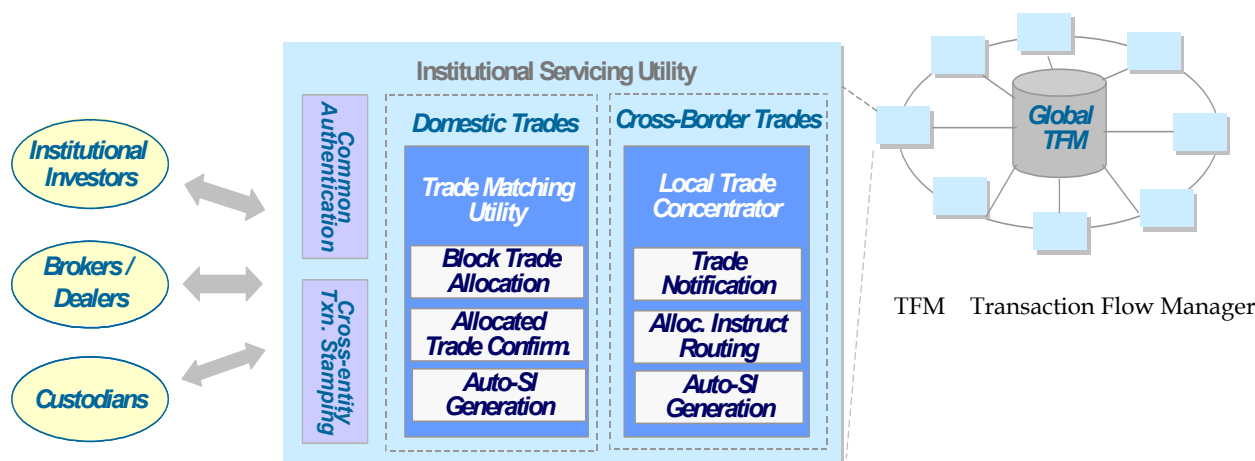 Institutional Servicing Utility
Institutional
Investors
Brokers /
Dealers
Custodians
Common
Authentication
Cross-entity
Txn. Stamping
Domestic Trades
Trade Matching
Utility
Block Trade
Allocation
Allocated
Trade Confirm.
Auto-SI
Generation
Cross-Border Trades
Local Trade
Concentrator
Trade
Notification
Alloc. Instruct
Routing
Auto-SI
Generation
Global
TFM
TFM Transaction Flow Manager